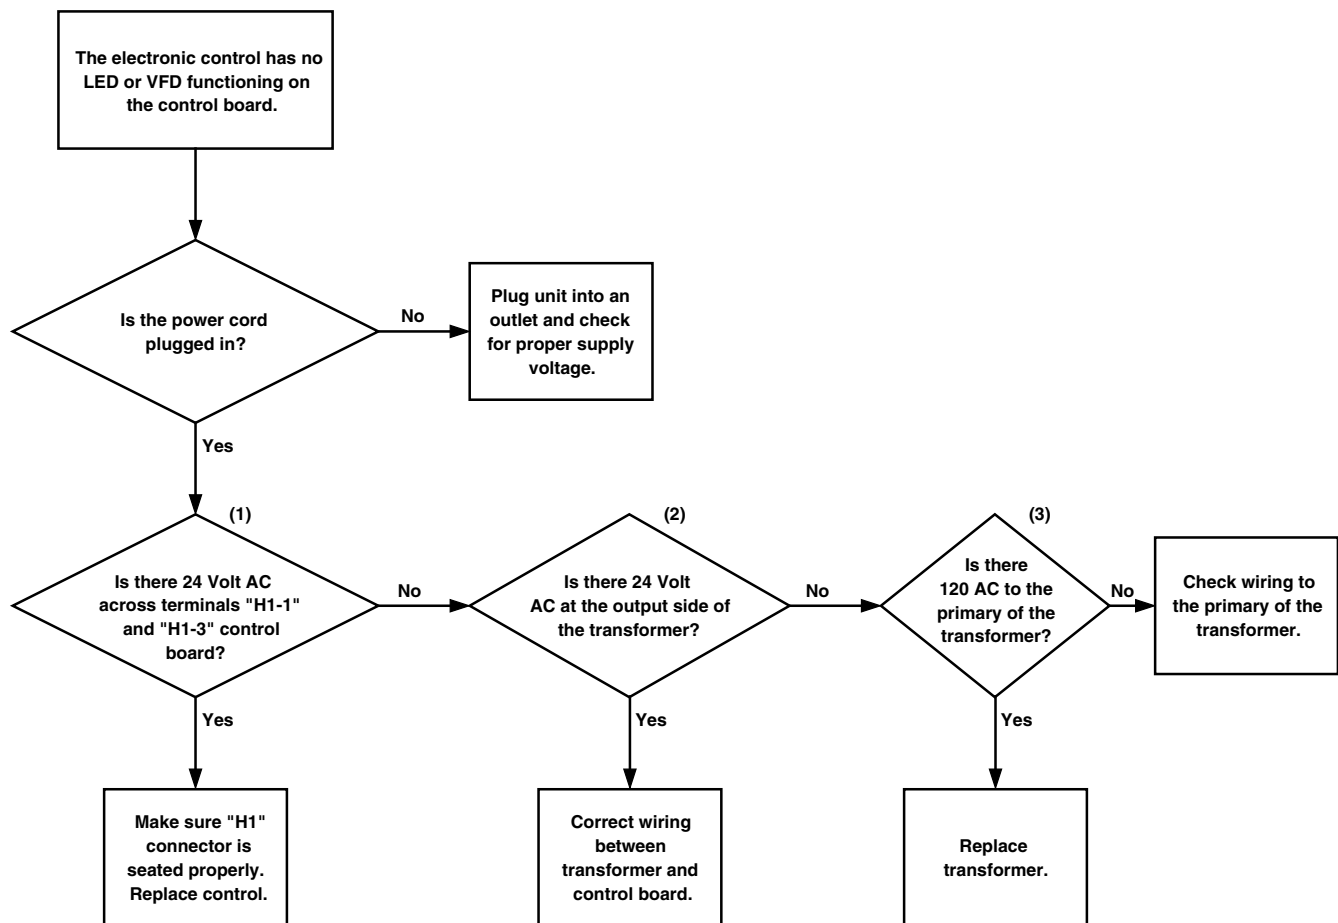 The electronic control has no
LED or VFD functioning on
the control board.
Is the power cord
plugged in?
No
Plug unit into an
outlet and check
for proper supply
voltage.
Yes
(1)
Is there 24 Volt AC
across terminals "H1-1"
and "H1-3" control
board?
No
(2)
Is there 24 Volt
AC at the output side of
the transformer?
No
(3)
Is there
120 AC to the
primary of the
transformer?
No
Check wiring to
the primary of the
transformer.
Yes
Yes
Yes
Make sure "H1"
connector is
seated properly.
Replace control.
Correct wiring
between
transformer and
control board.
Replace
transformer.